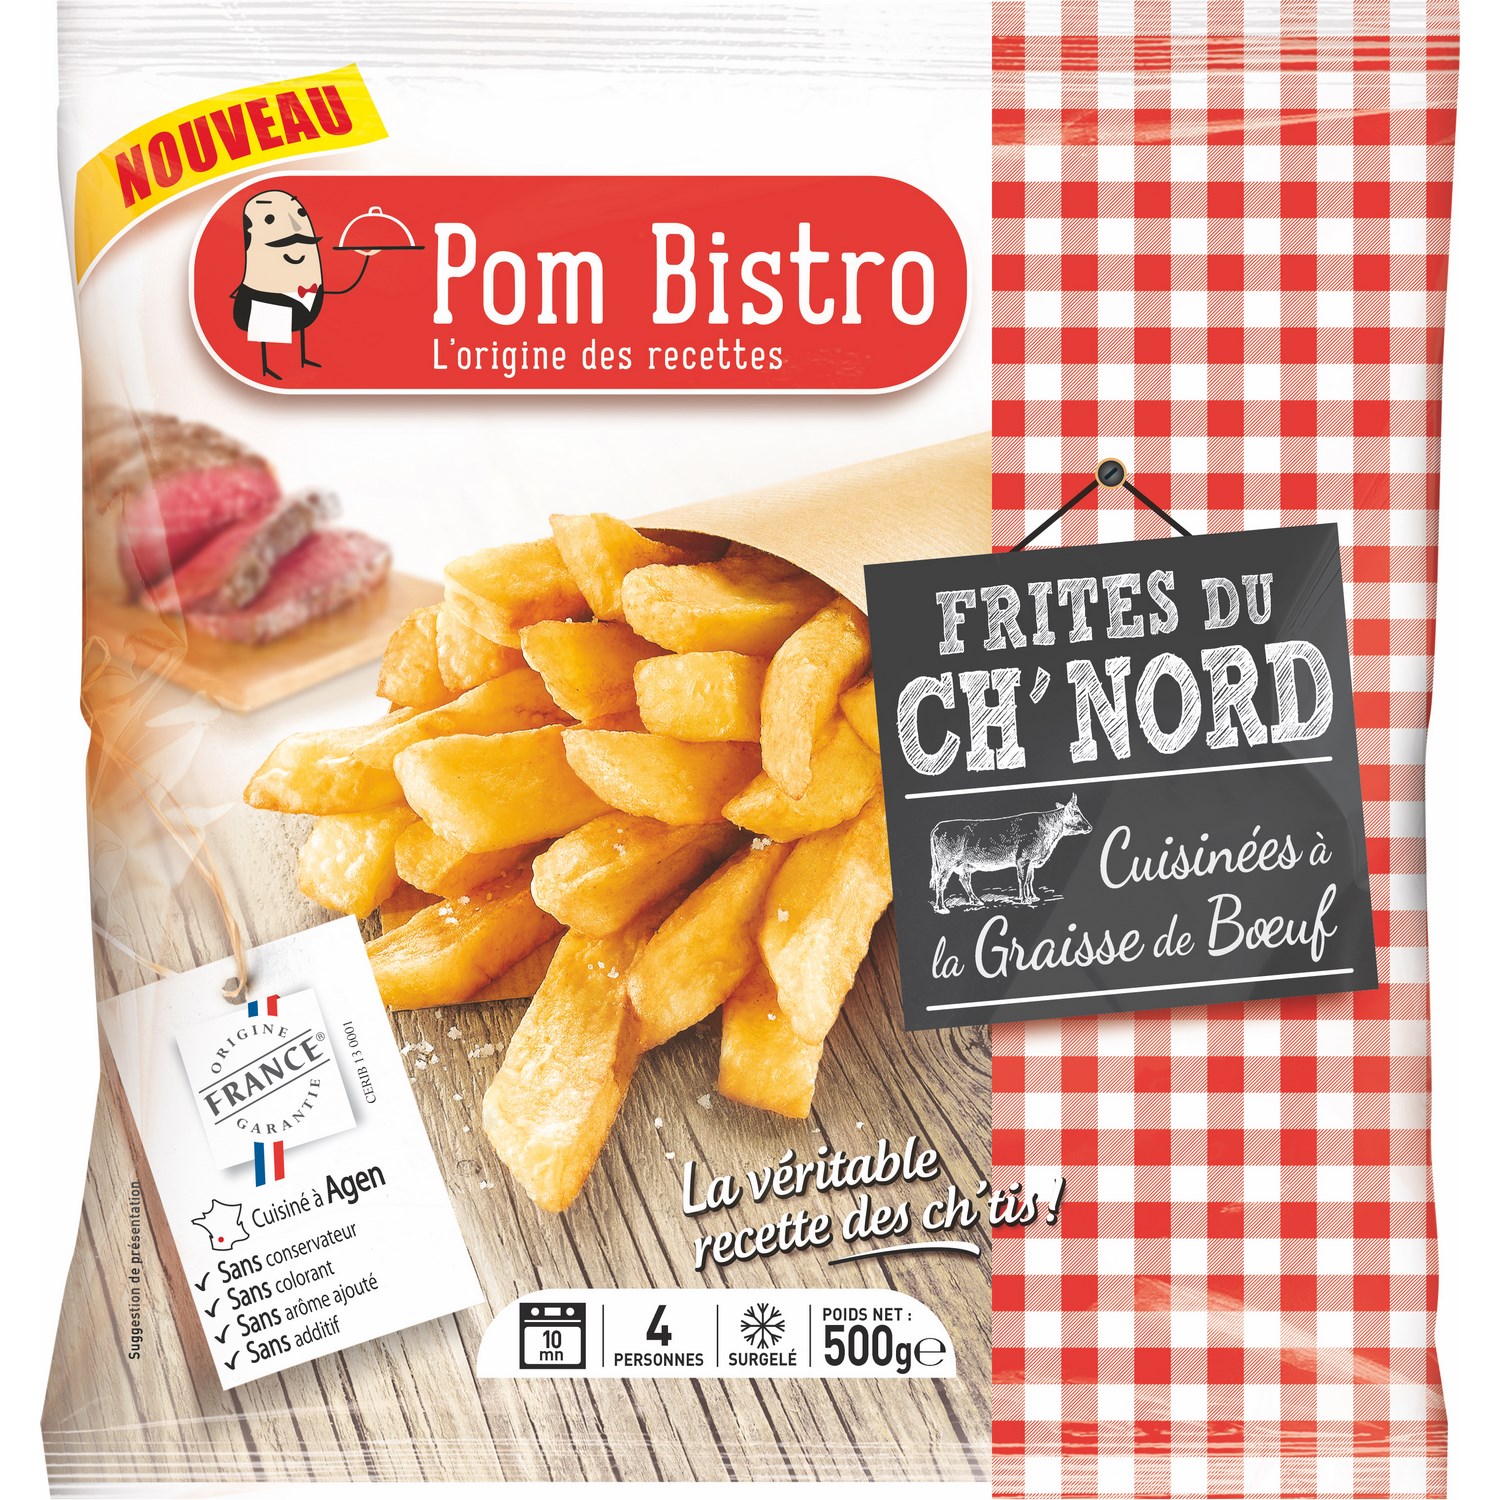 NOUVEAU
Pom Bistro
L'origine des recettes
FRITES DU
CH'NORD
Cuisinées à
la Graisse de Bœuf
ORIGINE
FRANCE®
GARANTIE
CERIB 13 0001
Cuisiné à Agen
Sans conservateur
Sans colorant
Sans arôme ajouté
Sans additif
Suggestion de présentation
La véritable
recette des ch'tis !
10
mn
4
PERSONNES
SURGELÉ
POIDS NET :
500g℮